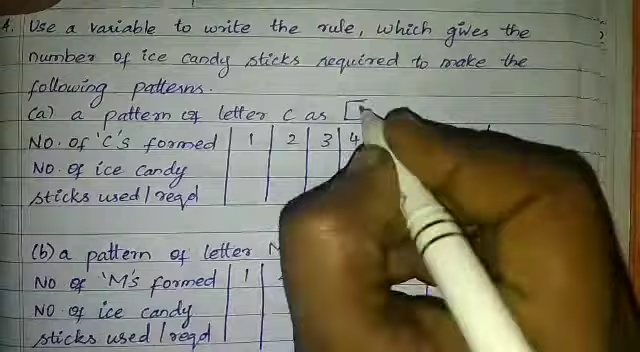 4. Use a variable to write the rule, which gives the
number of ice candy sticks required to make the
following patterns.
(a) a pattern of letter C as
No. of 'C's formed 1 2 3 4
No. of ice candy
sticks used/reqd
(b) a pattern of letter M
No of 'M's formed 1
No. of ice candy
sticks used/reqd